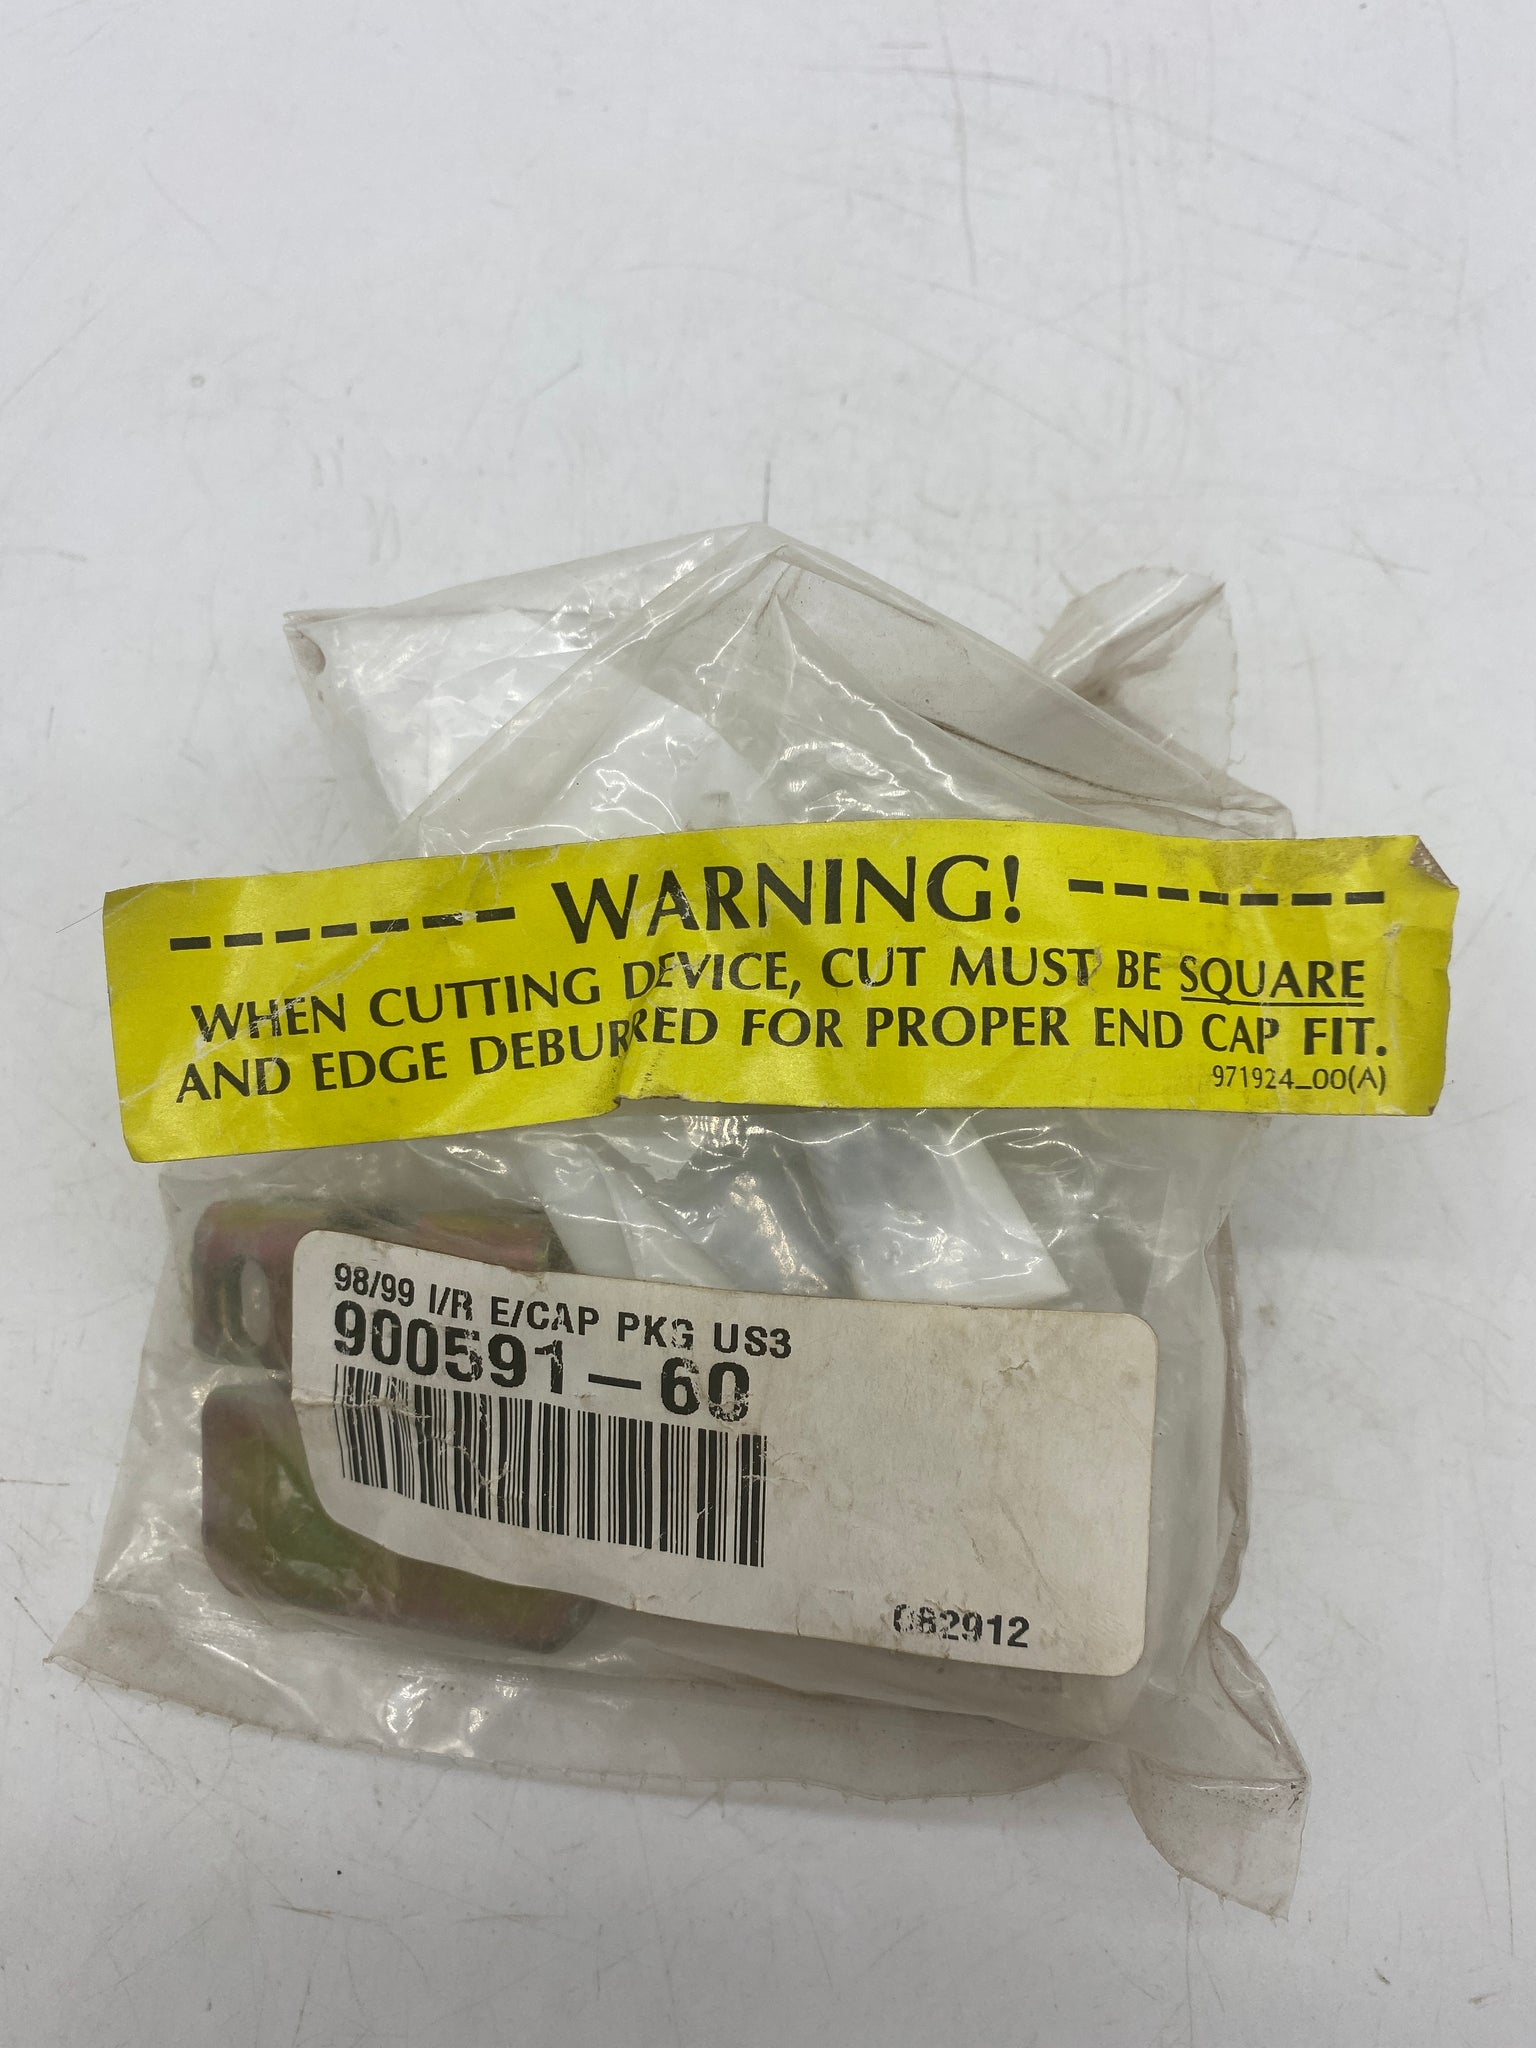 ------- WARNING! -------
WHEN CUTTING DEVICE, CUT MUST BE SQUARE
AND EDGE DEBURRED FOR PROPER END CAP FIT.
971924_00(A)
98/99 I/R E/CAP PKG US3
900591-60
082912